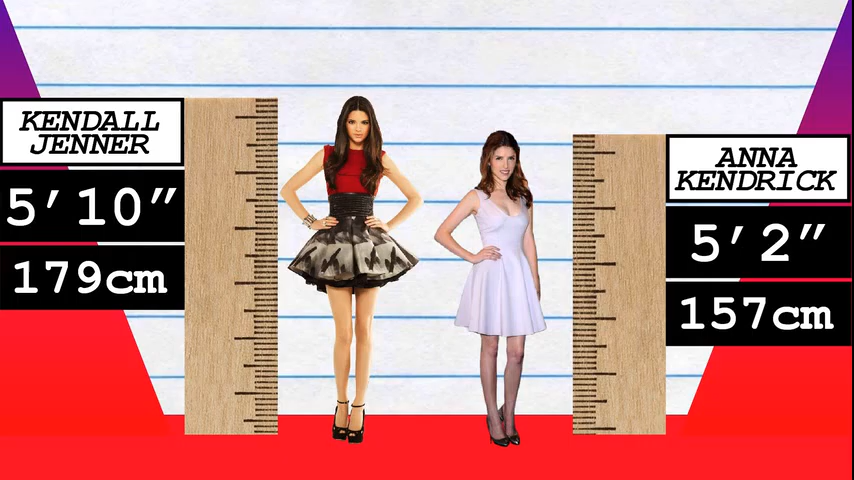 KENDALL
JENNER
5’10”
179cm
ANNA
KENDRICK
5’2”
157cm